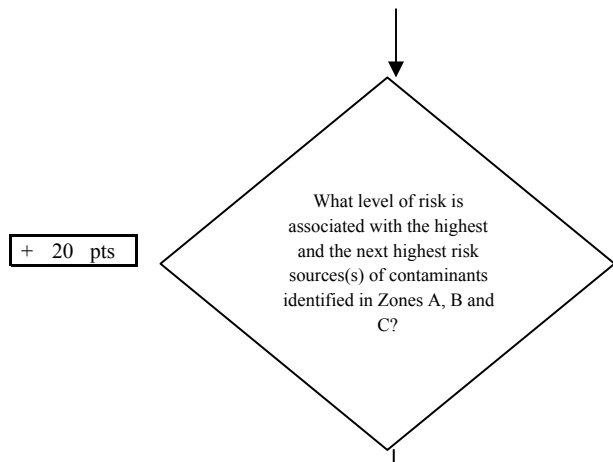 What level of risk is
associated with the highest
and the next highest risk
sources(s) of contaminants
identified in Zones A, B and
C?
+ 20 pts